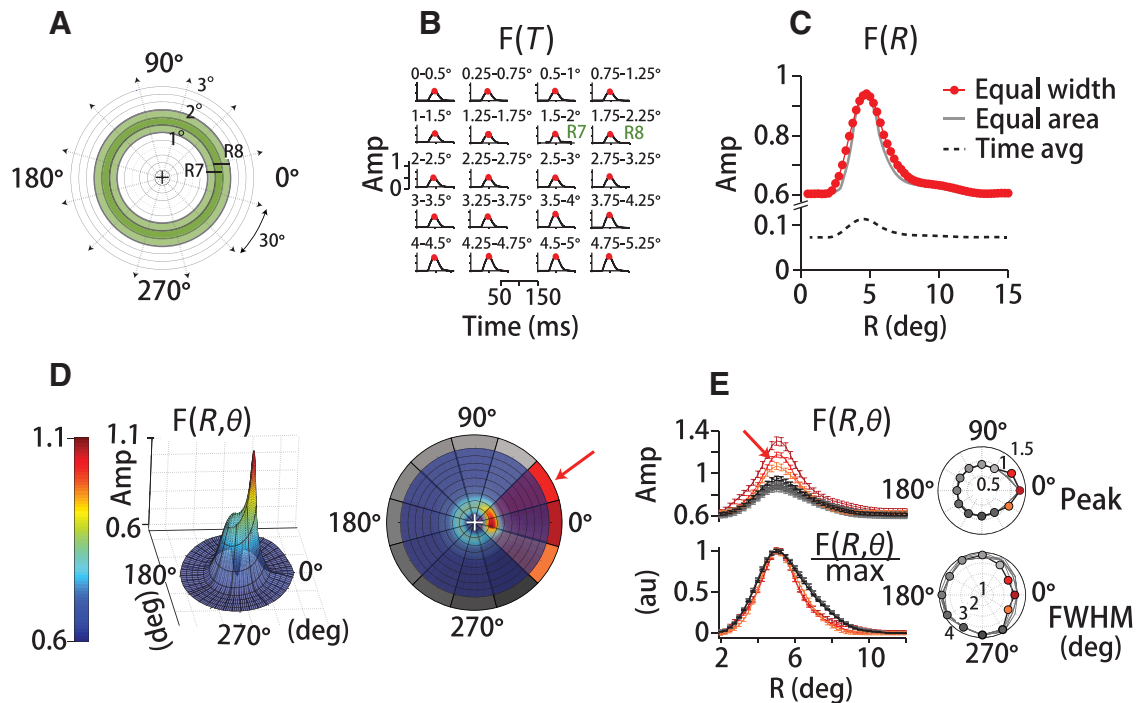 A
90°
3°
2°
1°
R8
R7
180°
0°
30°
270°
B
F(T)
0–0.5° 0.25–0.75° 0.5–1° 0.75–1.25°
1–1.5° 1.25–1.75° 1.5–2° 1.75–2.25°
R7 R8
2–2.5° 2.25–2.75° 2.5–3° 2.75–3.25°
3–3.5° 3.25–3.75° 3.5–4° 3.75–4.25°
4–4.5° 4.25–4.75° 4.5–5° 4.75–5.25°
Amp
1
0
50 150
Time (ms)
C
F(R)
1
0.8
0.6
0.1
0
0 5 10 15
R (deg)
Equal width
Equal area
Time avg
D
1.1
0.6
F(R,θ)
Amp
1.1
0.6
180°
0°
270°
(deg)
(deg)
90°
180°
0°
270°
E
F(R,θ)
Amp
1.4
1
0.8
0.6
F(R,θ)
max
(au)
1
0.5
0
2 6 10
R (deg)
90°
1.5
1
0.5
180°
0°
Peak
1
2
3
4
180°
0°
270°
FWHM
(deg)